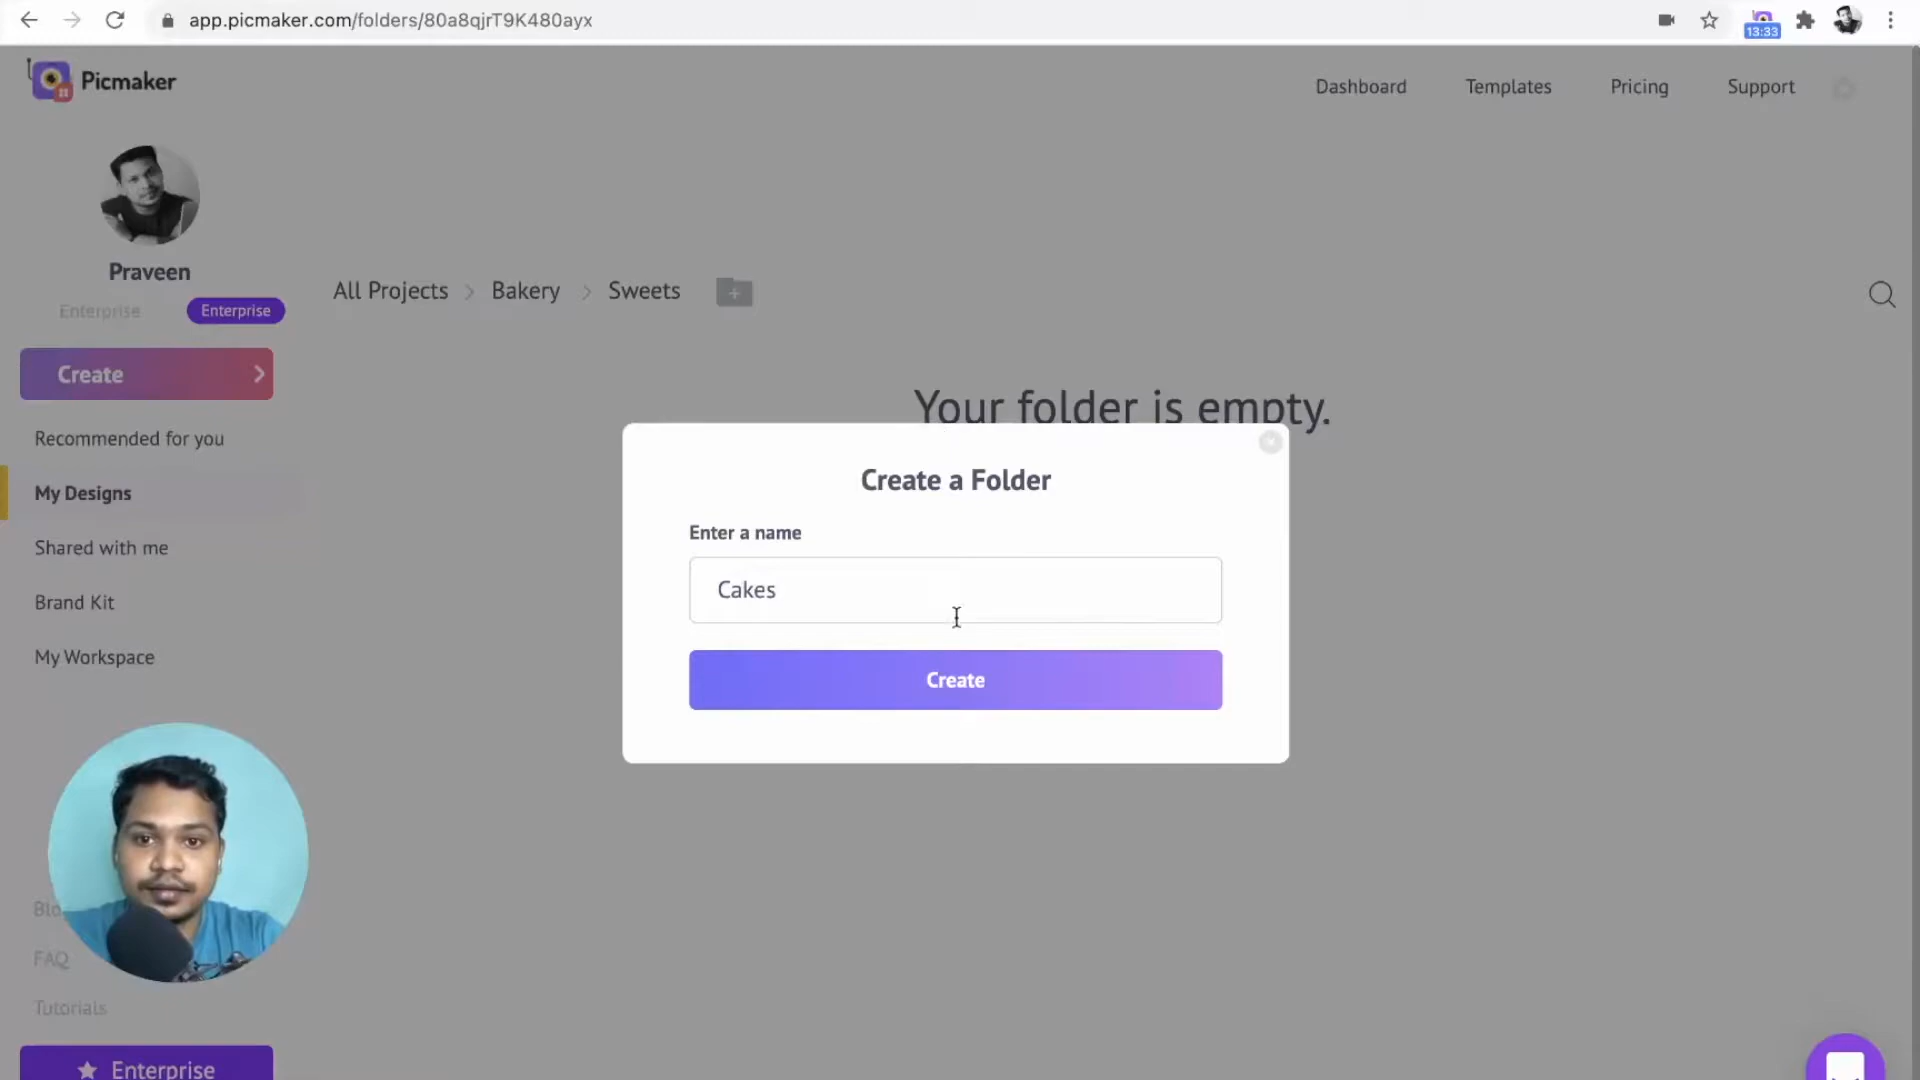 app.picmaker.com/folders/80a8qjrT9K480ayx
13:33
Picmaker
Dashboard Templates Pricing Support
Praveen
Enterprise Enterprise
All Projects > Bakery > Sweets
Create
Your folder is empty.
Recommended for you
My Designs
Shared with me
Brand Kit
My Workspace
Create a Folder
Enter a name
Cakes
Create
FAQ
Tutorials
Enterprise